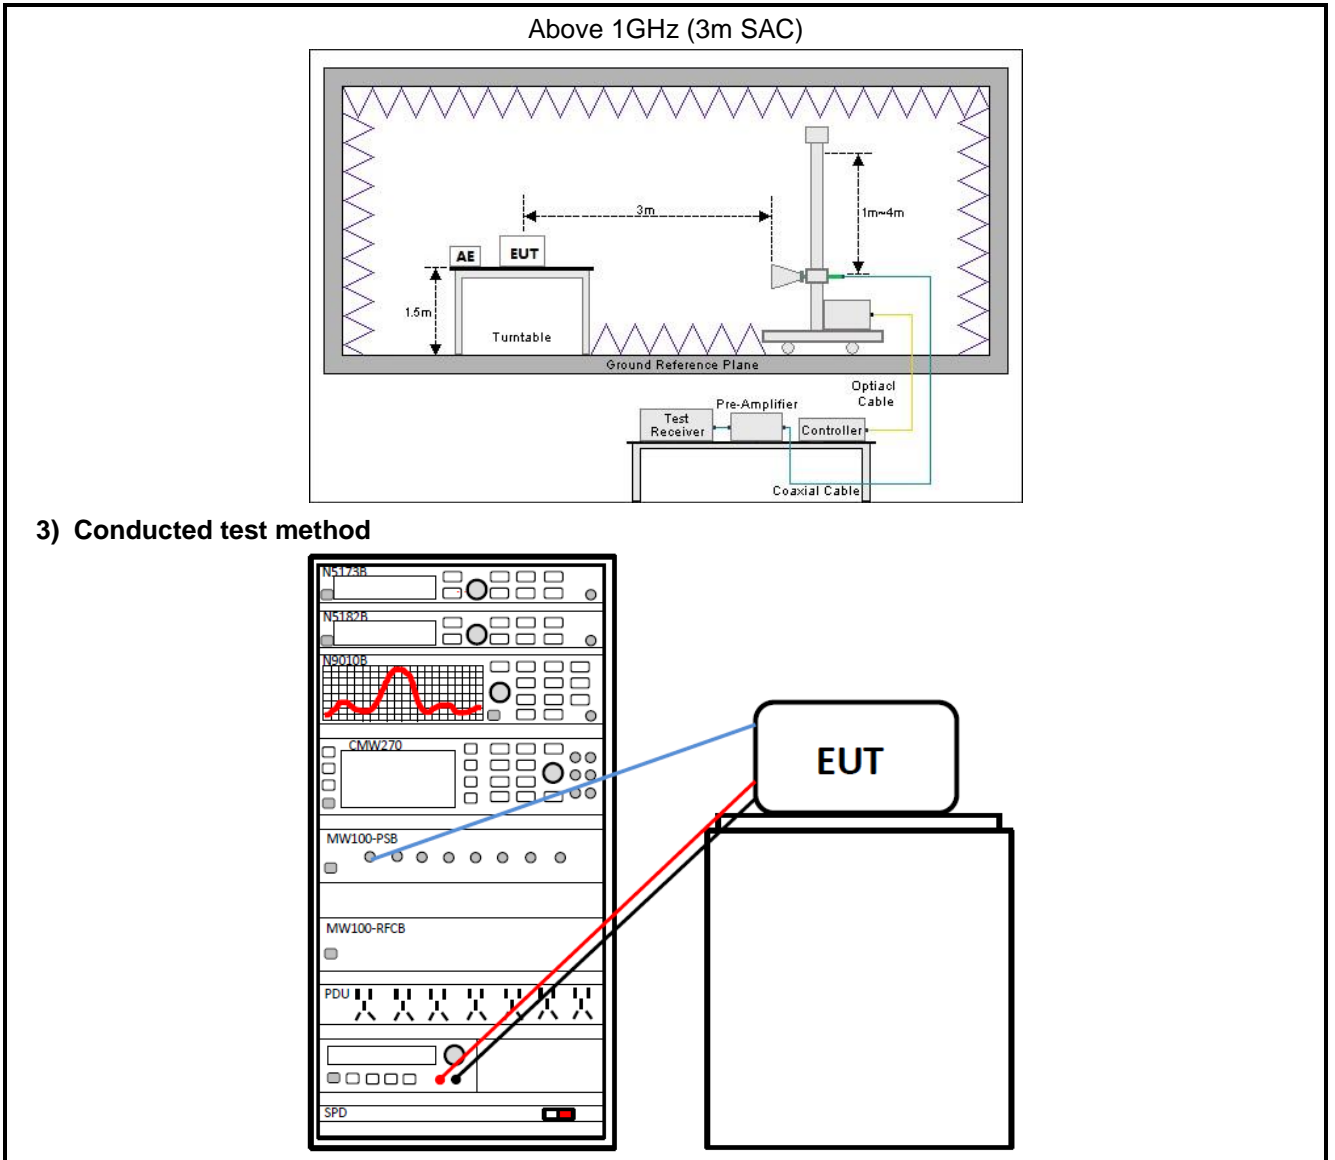 Above 1GHz (3m SAC)
3m
1m~4m
AE
EUT
1.5m
Turntable
Ground Reference Plane
Optiacl
Cable
Pre-Amplifier
Test
Receiver
Controller
Coaxial Cable
3) Conducted test method
N5173B
N5182B
N9010B
CMW270
EUT
MW100-PSB
MW100-RFCB
PDU
SPD